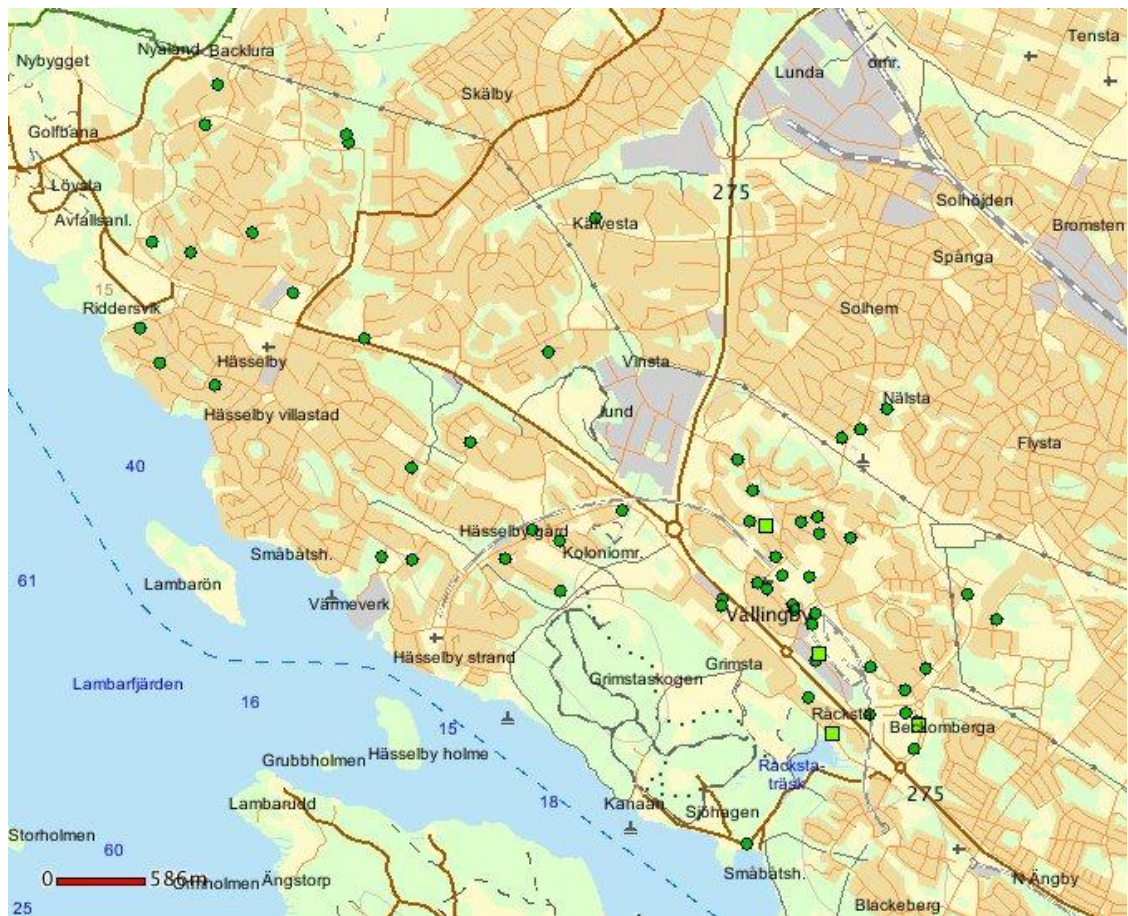 Tensta
Nyaland
Backlura
Nybygget
Lunda
omr.
Skälby
Golfbana
Lövsta
275
Solhöjden
Avfallsanl.
Kälvesta
Bromsten
Spånga
15
Riddersvik
Solhem
Hässelby
Vinsta
Nälsta
Hässelby villastad
lund
Flysta
40
Hässelby gård
Koloniomr.
Småbåtsh.
61
Lambarön
Värmeverk
Vällingby
Hässelby strand
Grimsta
Lambarfjärden
Grimstaskogen
16
Råcksta
15
Beckomberga
Hässelby holme
Grubbholmen
Råcksta-
träsk
Lambarudd
18
Kanaan
275
Sjöhagen
Storholmen
60
Småbåtsh.
0
586m
Ormholmen
Ängstorp
N Ängby
25
Blackeberg